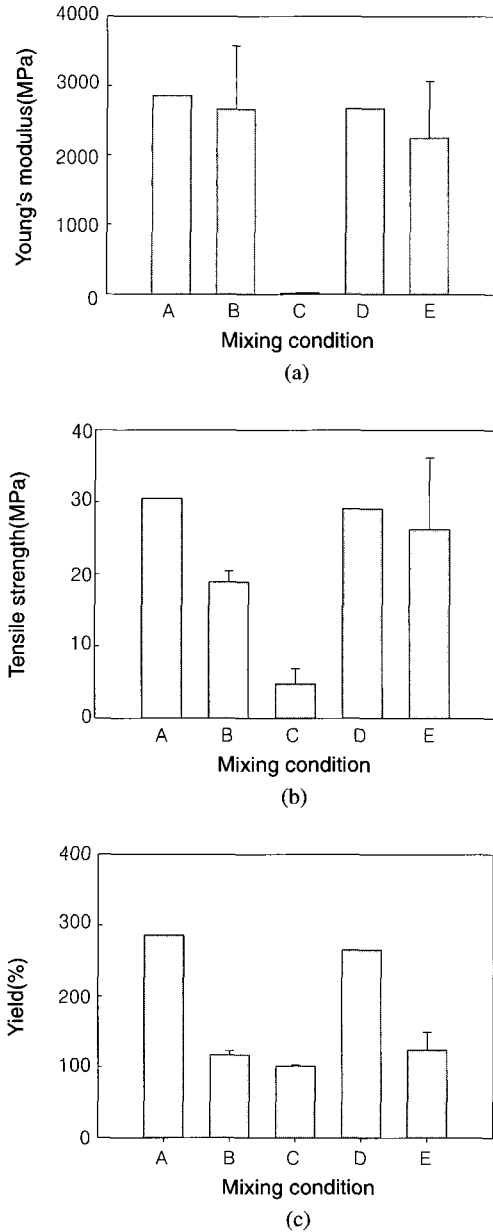 4000
3000
2000
1000
0
Young's modulus(MPa)
A B C D E
Mixing condition
(a)
40
30
20
10
0
Tensile strength(MPa)
A B C D E
Mixing condition
(b)
400
300
200
100
0
Yield(%)
A B C D E
Mixing condition
(c)